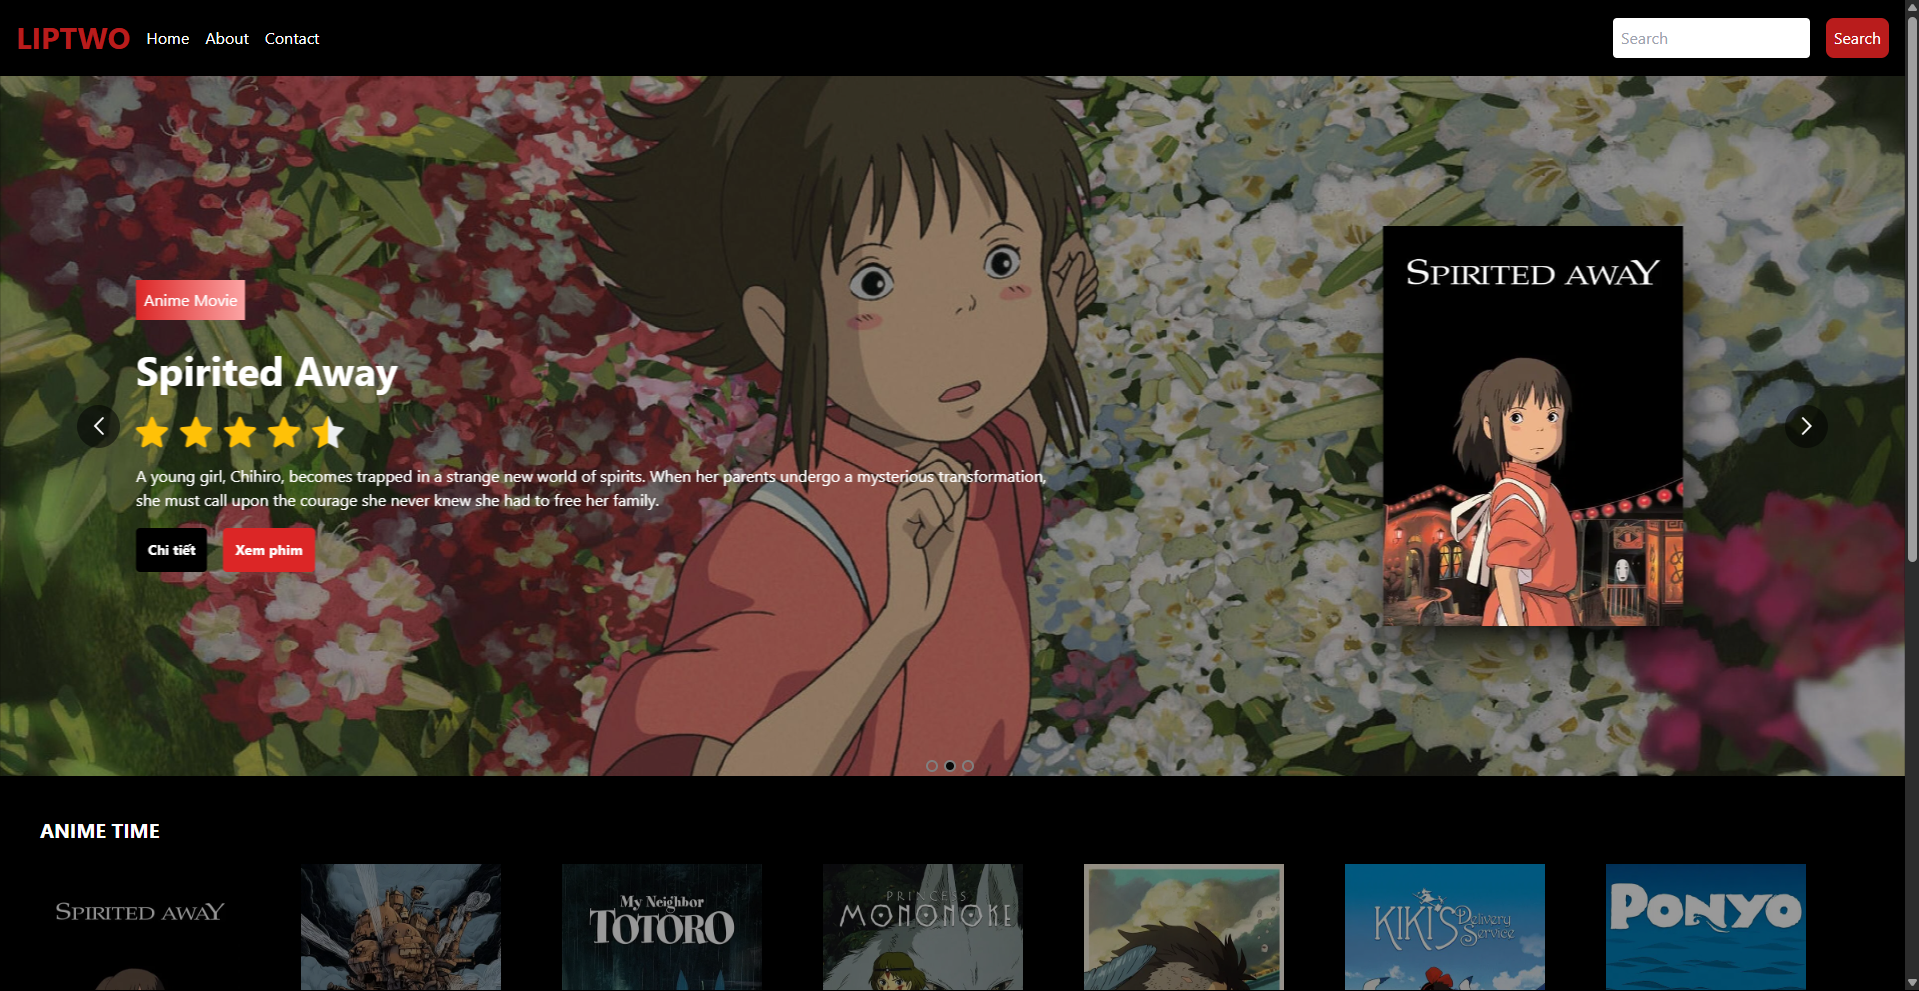 LIPTWO
Home
About
Contact
Search
Search
Anime Movie
Spirited Away
A young girl, Chihiro, becomes trapped in a strange new world of spirits. When her parents undergo a mysterious transformation,
she must call upon the courage she never knew she had to free her family.
Chi tiết
Xem phim
SPIRITED AWAY
ANIME TIME
SPIRITED AWAY
My Neighbor
TOTORO
PRINCESS
MONONOKE
KIKI'S Delivery
Service
PONYO